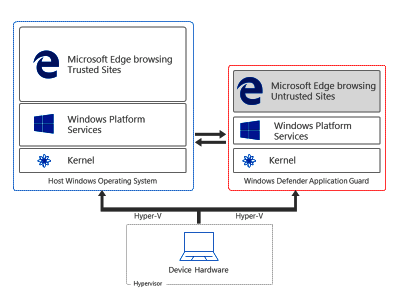 Microsoft Edge browsing
Trusted Sites
Windows Platform
Services
Kernel
Host Windows Operating System
Microsoft Edge browsing
Untrusted Sites
Windows Platform
Services
Kernel
Windows Defender Application Guard
Hyper-V
Hyper-V
Device Hardware
Hypervisor